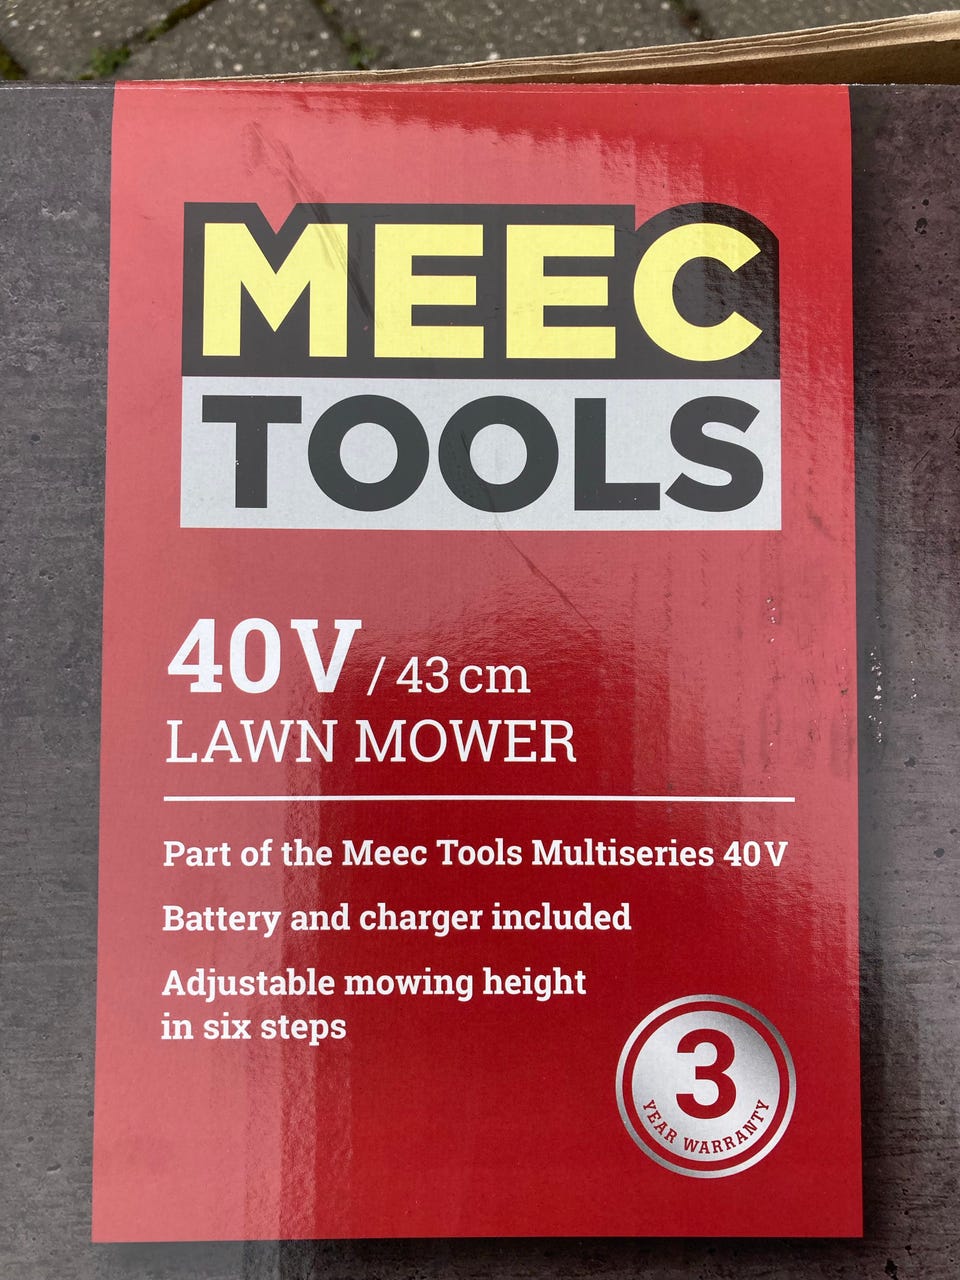 MEEC
TOOLS
40V / 43 cm
LAWN MOWER
Part of the Meec Tools Multiseries 40V
Battery and charger included
Adjustable mowing height
in six steps
3
YEAR WARRANTY